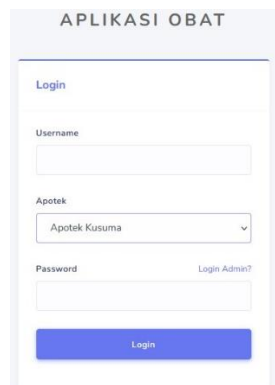 APLIKASI OBAT
Login
Username
Apotek
Apotek Kusuma
Password Login Admin?
Login